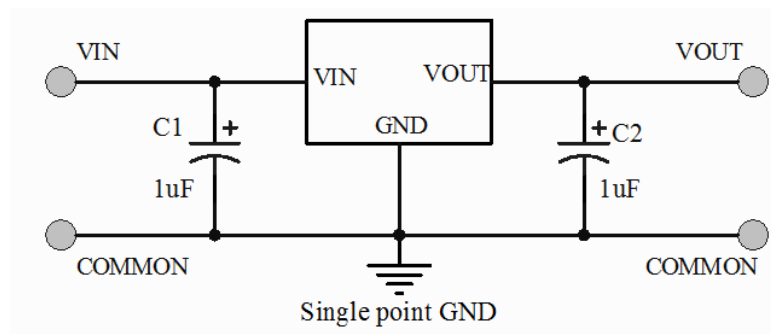 VIN
VOUT
VIN
VOUT
C1
+
GND
+
C2
1uF
1uF
COMMON
COMMON
Single point GND